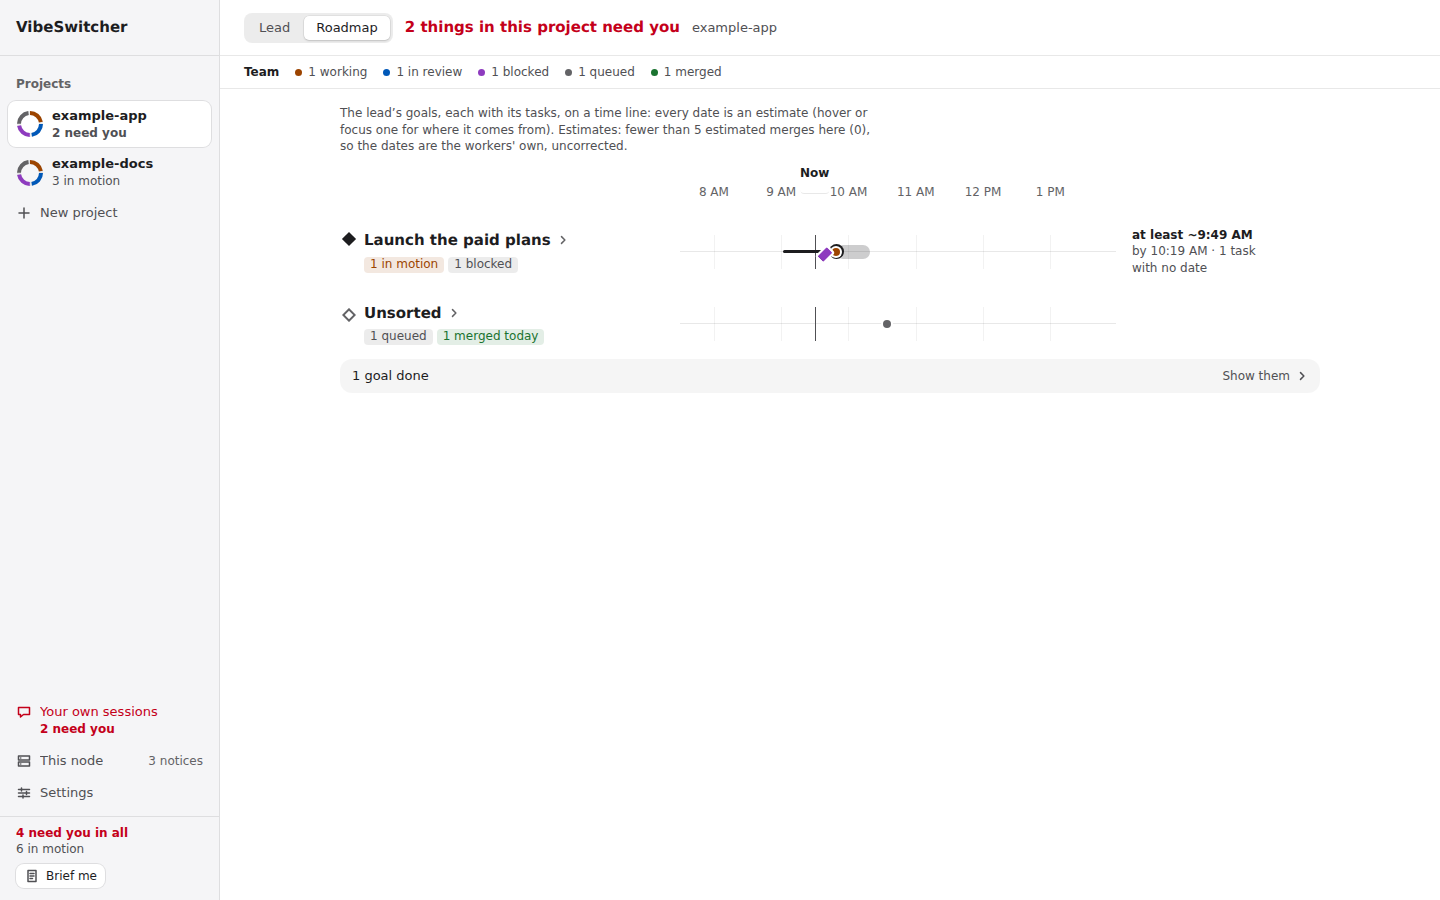 VibeSwitcher
Projects
example-app
2 need you
example-docs
3 in motion
New project
Your own sessions
2 need you
This node 3 notices
Settings
4 need you in all
6 in motion
Brief me
Lead Roadmap 2 things in this project need you example-app
Team 1 working 1 in review 1 blocked 1 queued 1 merged
The lead’s goals, each with its tasks, on a time line: every date is an estimate (hover or
focus one for where it comes from). Estimates: fewer than 5 estimated merges here (0),
so the dates are the workers' own, uncorrected.
Now
8 AM 9 AM 10 AM 11 AM 12 PM 1 PM
Launch the paid plans
1 in motion 1 blocked
at least ~9:49 AM
by 10:19 AM · 1 task
with no date
Unsorted
1 queued 1 merged today
1 goal done Show them